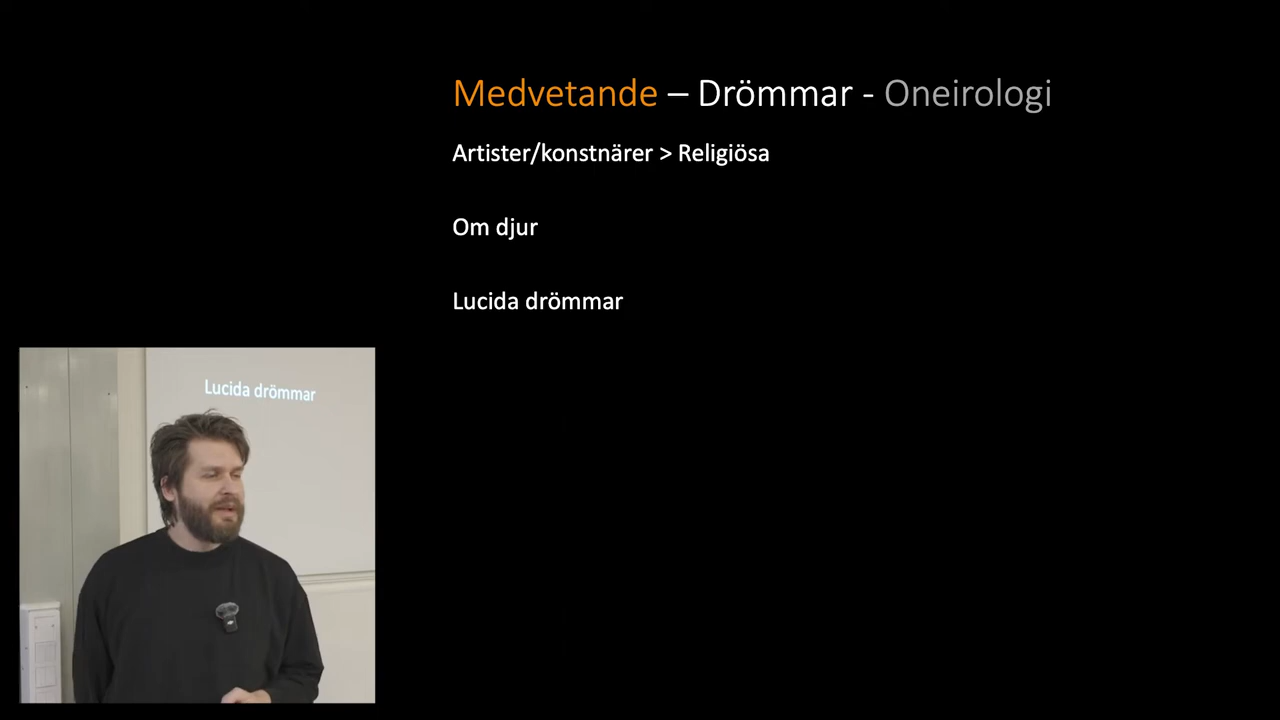 Medvetande – Drömmar - Oneirologi
Artister/konstnärer > Religiösa
Om djur
Lucida drömmar
Lucida drömmar